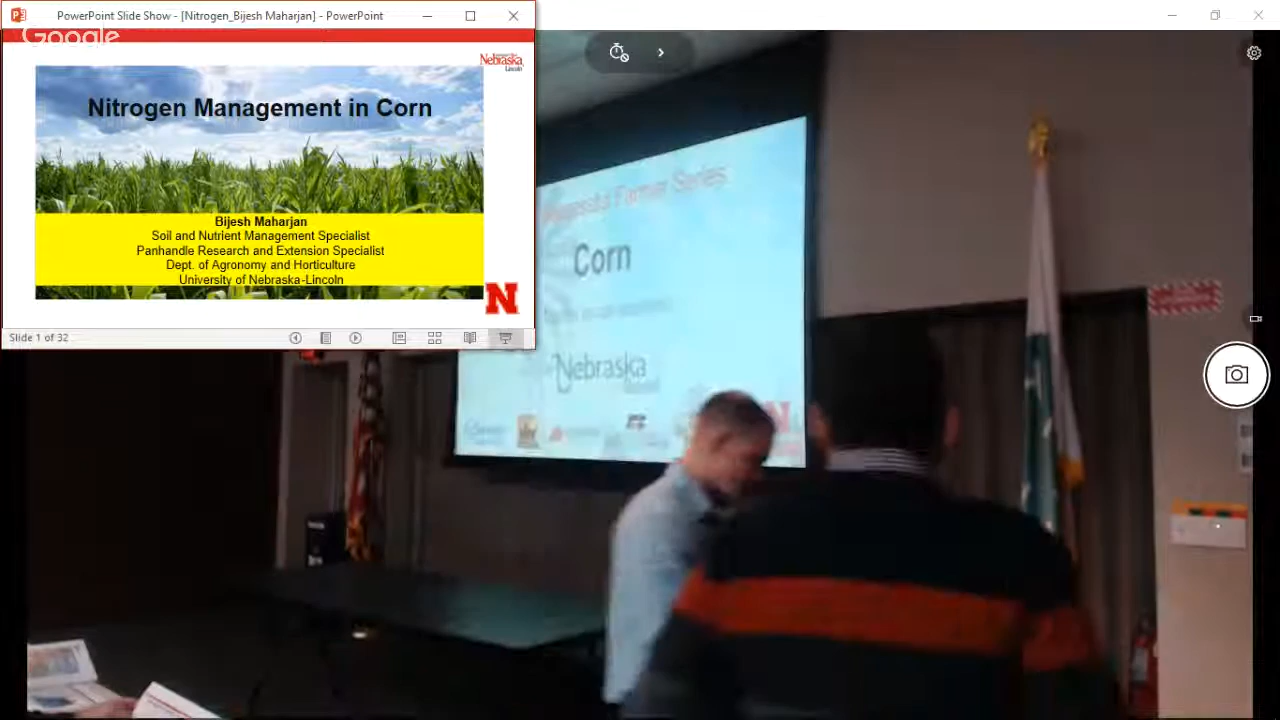 PowerPoint Slide Show - [Nitrogen_Bijesh Maharjan] - PowerPoint
Google
Nebraska
Lincoln
Nitrogen Management in Corn
Bijesh Maharjan
Soil and Nutrient Management Specialist
Panhandle Research and Extension Specialist
Dept. of Agronomy and Horticulture
University of Nebraska-Lincoln
N
Slide 1 of 32
Farmer Series
Corn
Nebraska
N